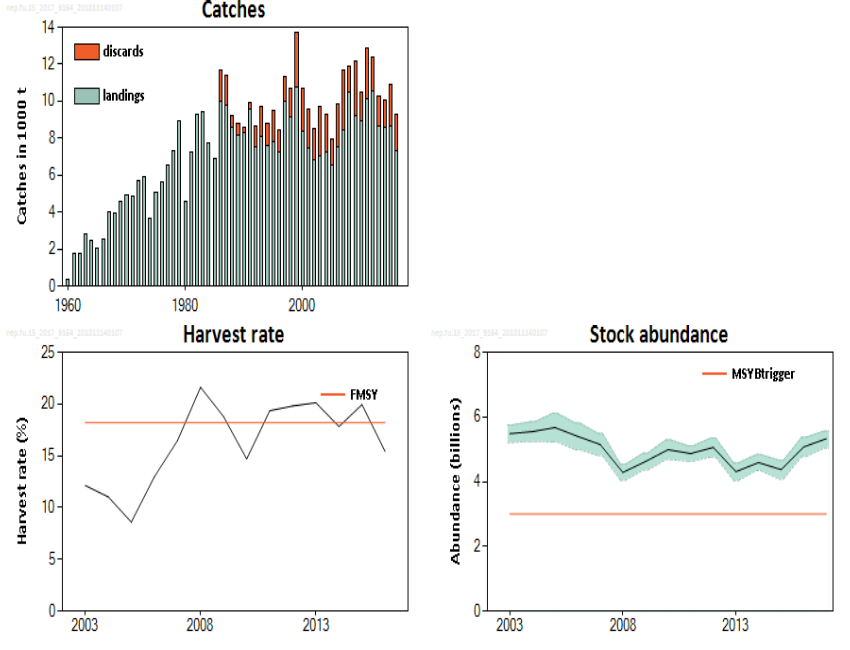 Catches
14
12
10
8
6
4
2
0
discards
landings
Catches in 1000 t
1960
1980
2000
Harvest rate
25
20
15
10
5
0
FMSY
Harvest rate (%)
2003
2008
2013
Stock abundance
8
6
4
2
0
MSYBtrigger
Abundance (billions)
2003
2008
2013